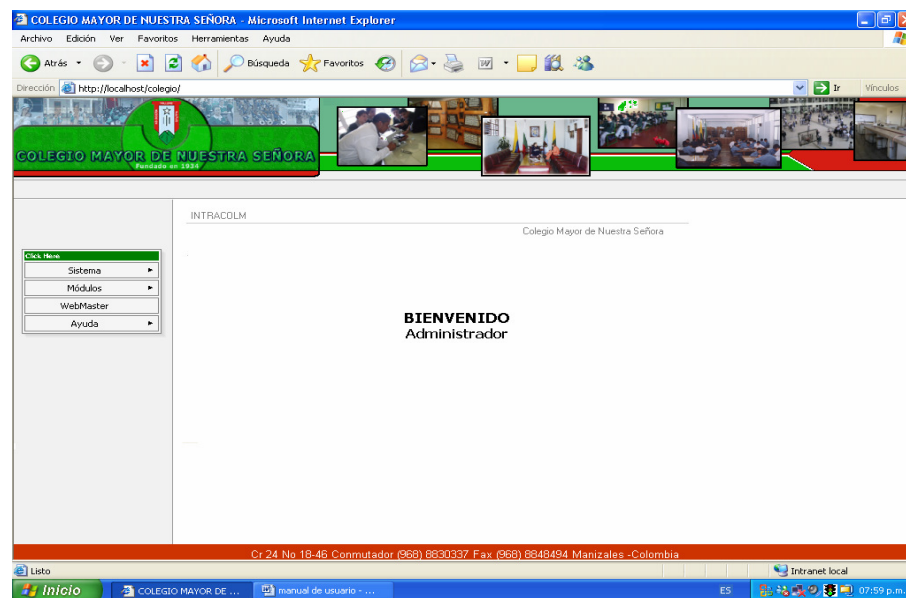 COLEGIO MAYOR DE NUESTRA SEÑORA - Microsoft Internet Explorer
Archivo Edición Ver Favoritos Herramientas Ayuda
Atrás Búsqueda Favoritos
Dirección http://localhost/colegio/ Ir Vínculos
COLEGIO MAYOR DE NUESTRA SEÑORA
Fundado en 1934
INTRACOLM
Colegio Mayor de Nuestra Señora
Click Here
Sistema
Módulos
WebMaster
Ayuda
BIENVENIDO
Administrador
Cr 24 No 18-46 Conmutador (968) 8830337 Fax (968) 8848494 Manizales -Colombia
Listo Intranet local
Inicio COLEGIO MAYOR DE ... manual de usuario - ... ES 07:59 p.m.